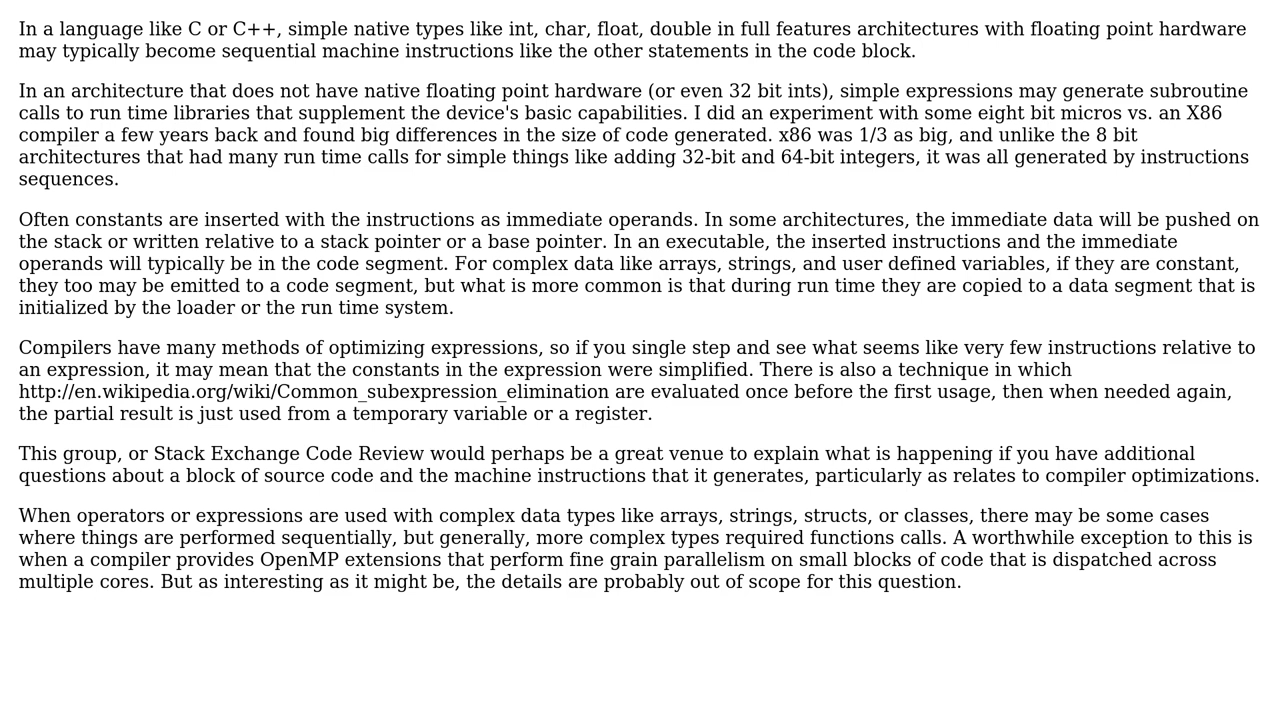 In a language like C or C++, simple native types like int, char, float, double in full features architectures with floating point hardware
may typically become sequential machine instructions like the other statements in the code block.
In an architecture that does not have native floating point hardware (or even 32 bit ints), simple expressions may generate subroutine
calls to run time libraries that supplement the device's basic capabilities. I did an experiment with some eight bit micros vs. an X86
compiler a few years back and found big differences in the size of code generated. x86 was 1/3 as big, and unlike the 8 bit
architectures that had many run time calls for simple things like adding 32-bit and 64-bit integers, it was all generated by instructions
sequences.
Often constants are inserted with the instructions as immediate operands. In some architectures, the immediate data will be pushed on
the stack or written relative to a stack pointer or a base pointer. In an executable, the inserted instructions and the immediate
operands will typically be in the code segment. For complex data like arrays, strings, and user defined variables, if they are constant,
they too may be emitted to a code segment, but what is more common is that during run time they are copied to a data segment that is
initialized by the loader or the run time system.
Compilers have many methods of optimizing expressions, so if you single step and see what seems like very few instructions relative to
an expression, it may mean that the constants in the expression were simplified. There is also a technique in which
http://en.wikipedia.org/wiki/Common_subexpression_elimination are evaluated once before the first usage, then when needed again,
the partial result is just used from a temporary variable or a register.
This group, or Stack Exchange Code Review would perhaps be a great venue to explain what is happening if you have additional
questions about a block of source code and the machine instructions that it generates, particularly as relates to compiler optimizations.
When operators or expressions are used with complex data types like arrays, strings, structs, or classes, there may be some cases
where things are performed sequentially, but generally, more complex types required functions calls. A worthwhile exception to this is
when a compiler provides OpenMP extensions that perform fine grain parallelism on small blocks of code that is dispatched across
multiple cores. But as interesting as it might be, the details are probably out of scope for this question.